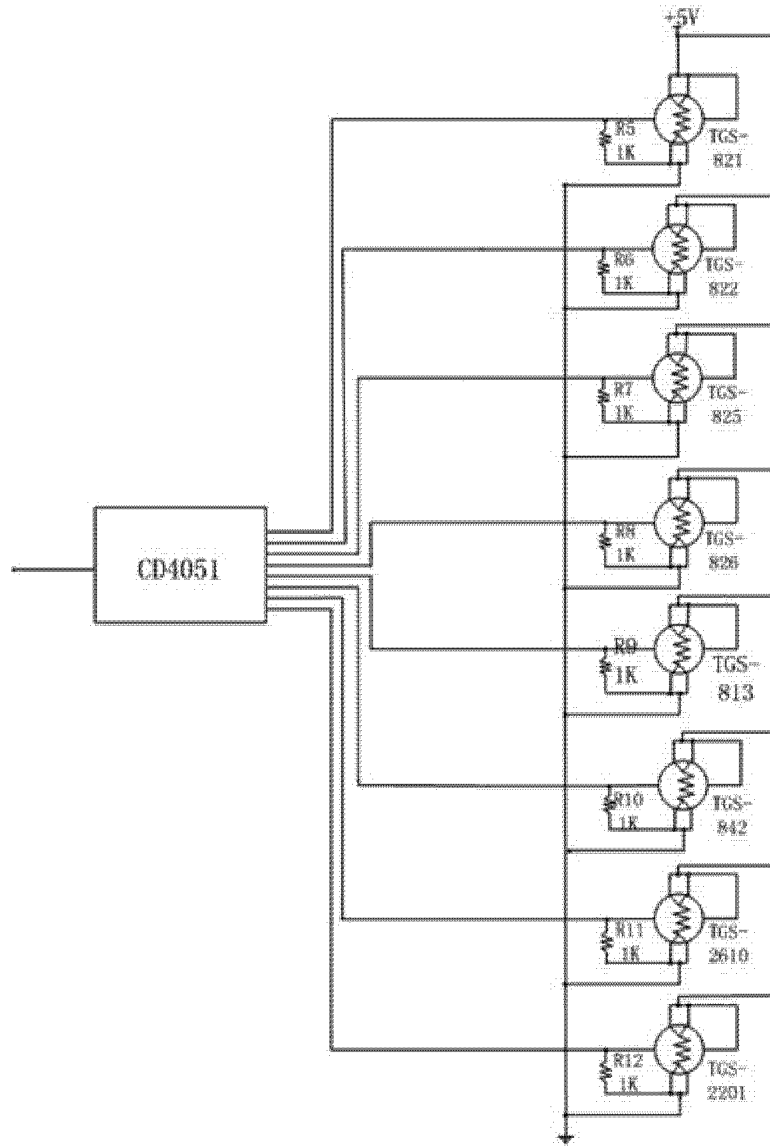 +5V
R5
1K
TGS-
821
R6
1K
TGS-
822
R7
1K
TGS-
825
CD4051
R8
1K
TGS-
826
R9
1K
TGS-
813
R10
1K
TGS-
842
R11
1K
TGS-
2610
R12
1K
TGS-
2201